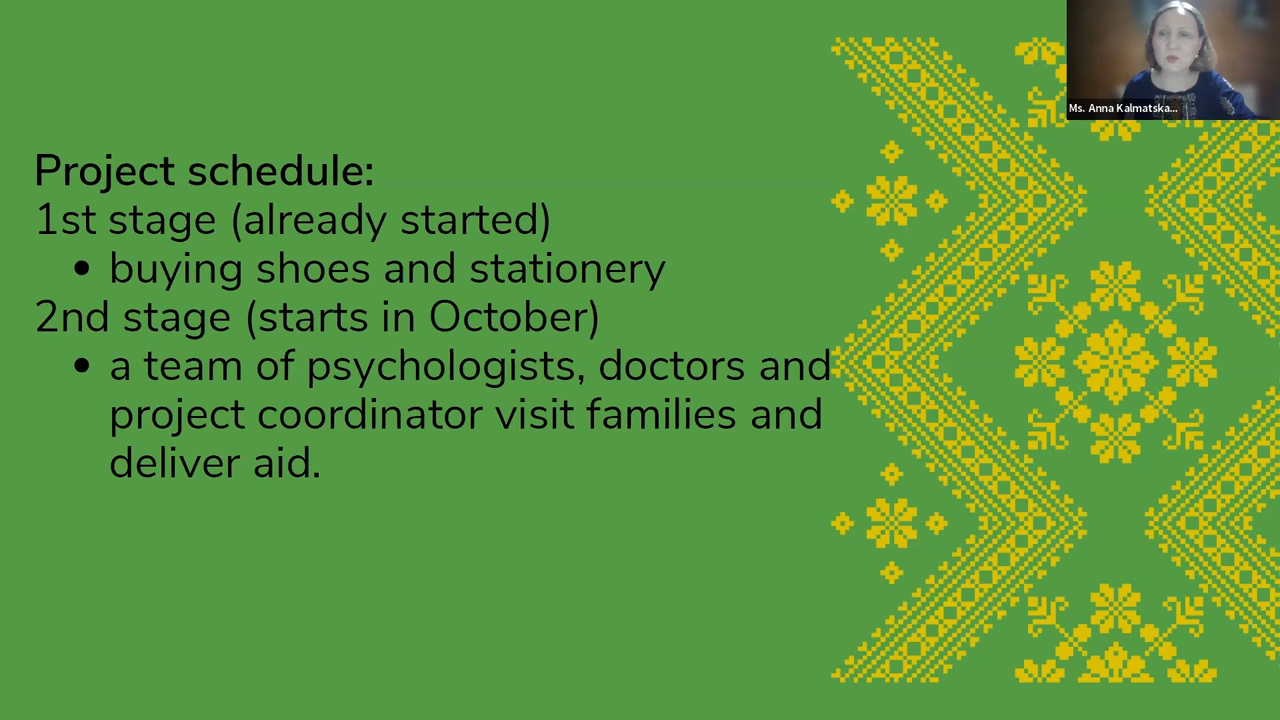 Ms. Anna Kalmatska...
Project schedule:
1st stage (already started)
• buying shoes and stationery
2nd stage (starts in October)
• a team of psychologists, doctors and
project coordinator visit families and
deliver aid.